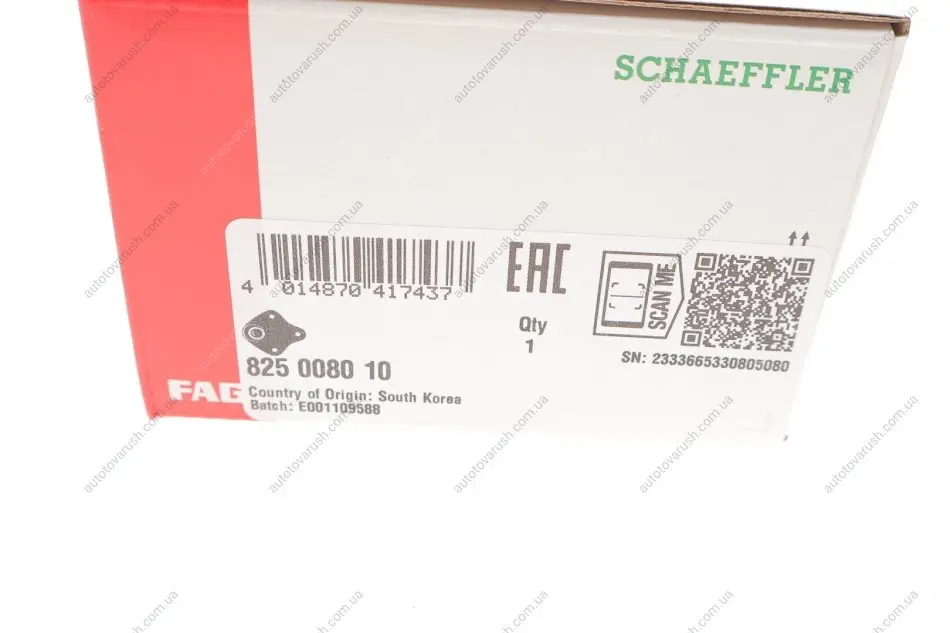 SCHAEFFLER
4 014870 417437
EAC
SCAN ME
Qty
1
825 0080 10
SN: 2333665330805080
Country of Origin: South Korea
Batch: E001109588
FAG
autotovarush.com.ua